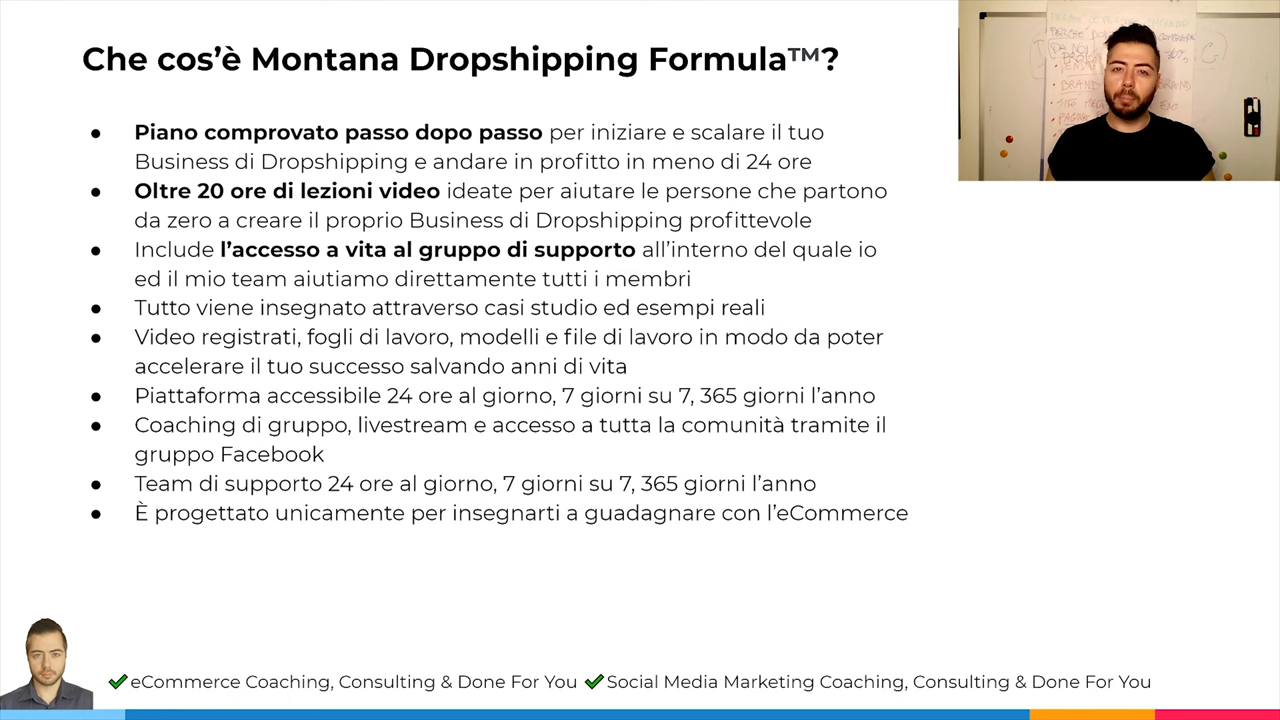 Che cos’è Montana Dropshipping Formula™?
● Piano comprovato passo dopo passo per iniziare e scalare il tuo
Business di Dropshipping e andare in profitto in meno di 24 ore
● Oltre 20 ore di lezioni video ideate per aiutare le persone che partono
da zero a creare il proprio Business di Dropshipping profittevole
● Include l’accesso a vita al gruppo di supporto all’interno del quale io
ed il mio team aiutiamo direttamente tutti i membri
● Tutto viene insegnato attraverso casi studio ed esempi reali
● Video registrati, fogli di lavoro, modelli e file di lavoro in modo da poter
accelerare il tuo successo salvando anni di vita
● Piattaforma accessibile 24 ore al giorno, 7 giorni su 7, 365 giorni l’anno
● Coaching di gruppo, livestream e accesso a tutta la comunità tramite il
gruppo Facebook
● Team di supporto 24 ore al giorno, 7 giorni su 7, 365 giorni l’anno
● È progettato unicamente per insegnarti a guadagnare con l’eCommerce
PERCHÉ
DA NOI
BRAND
✔eCommerce Coaching, Consulting & Done For You ✔Social Media Marketing Coaching, Consulting & Done For You